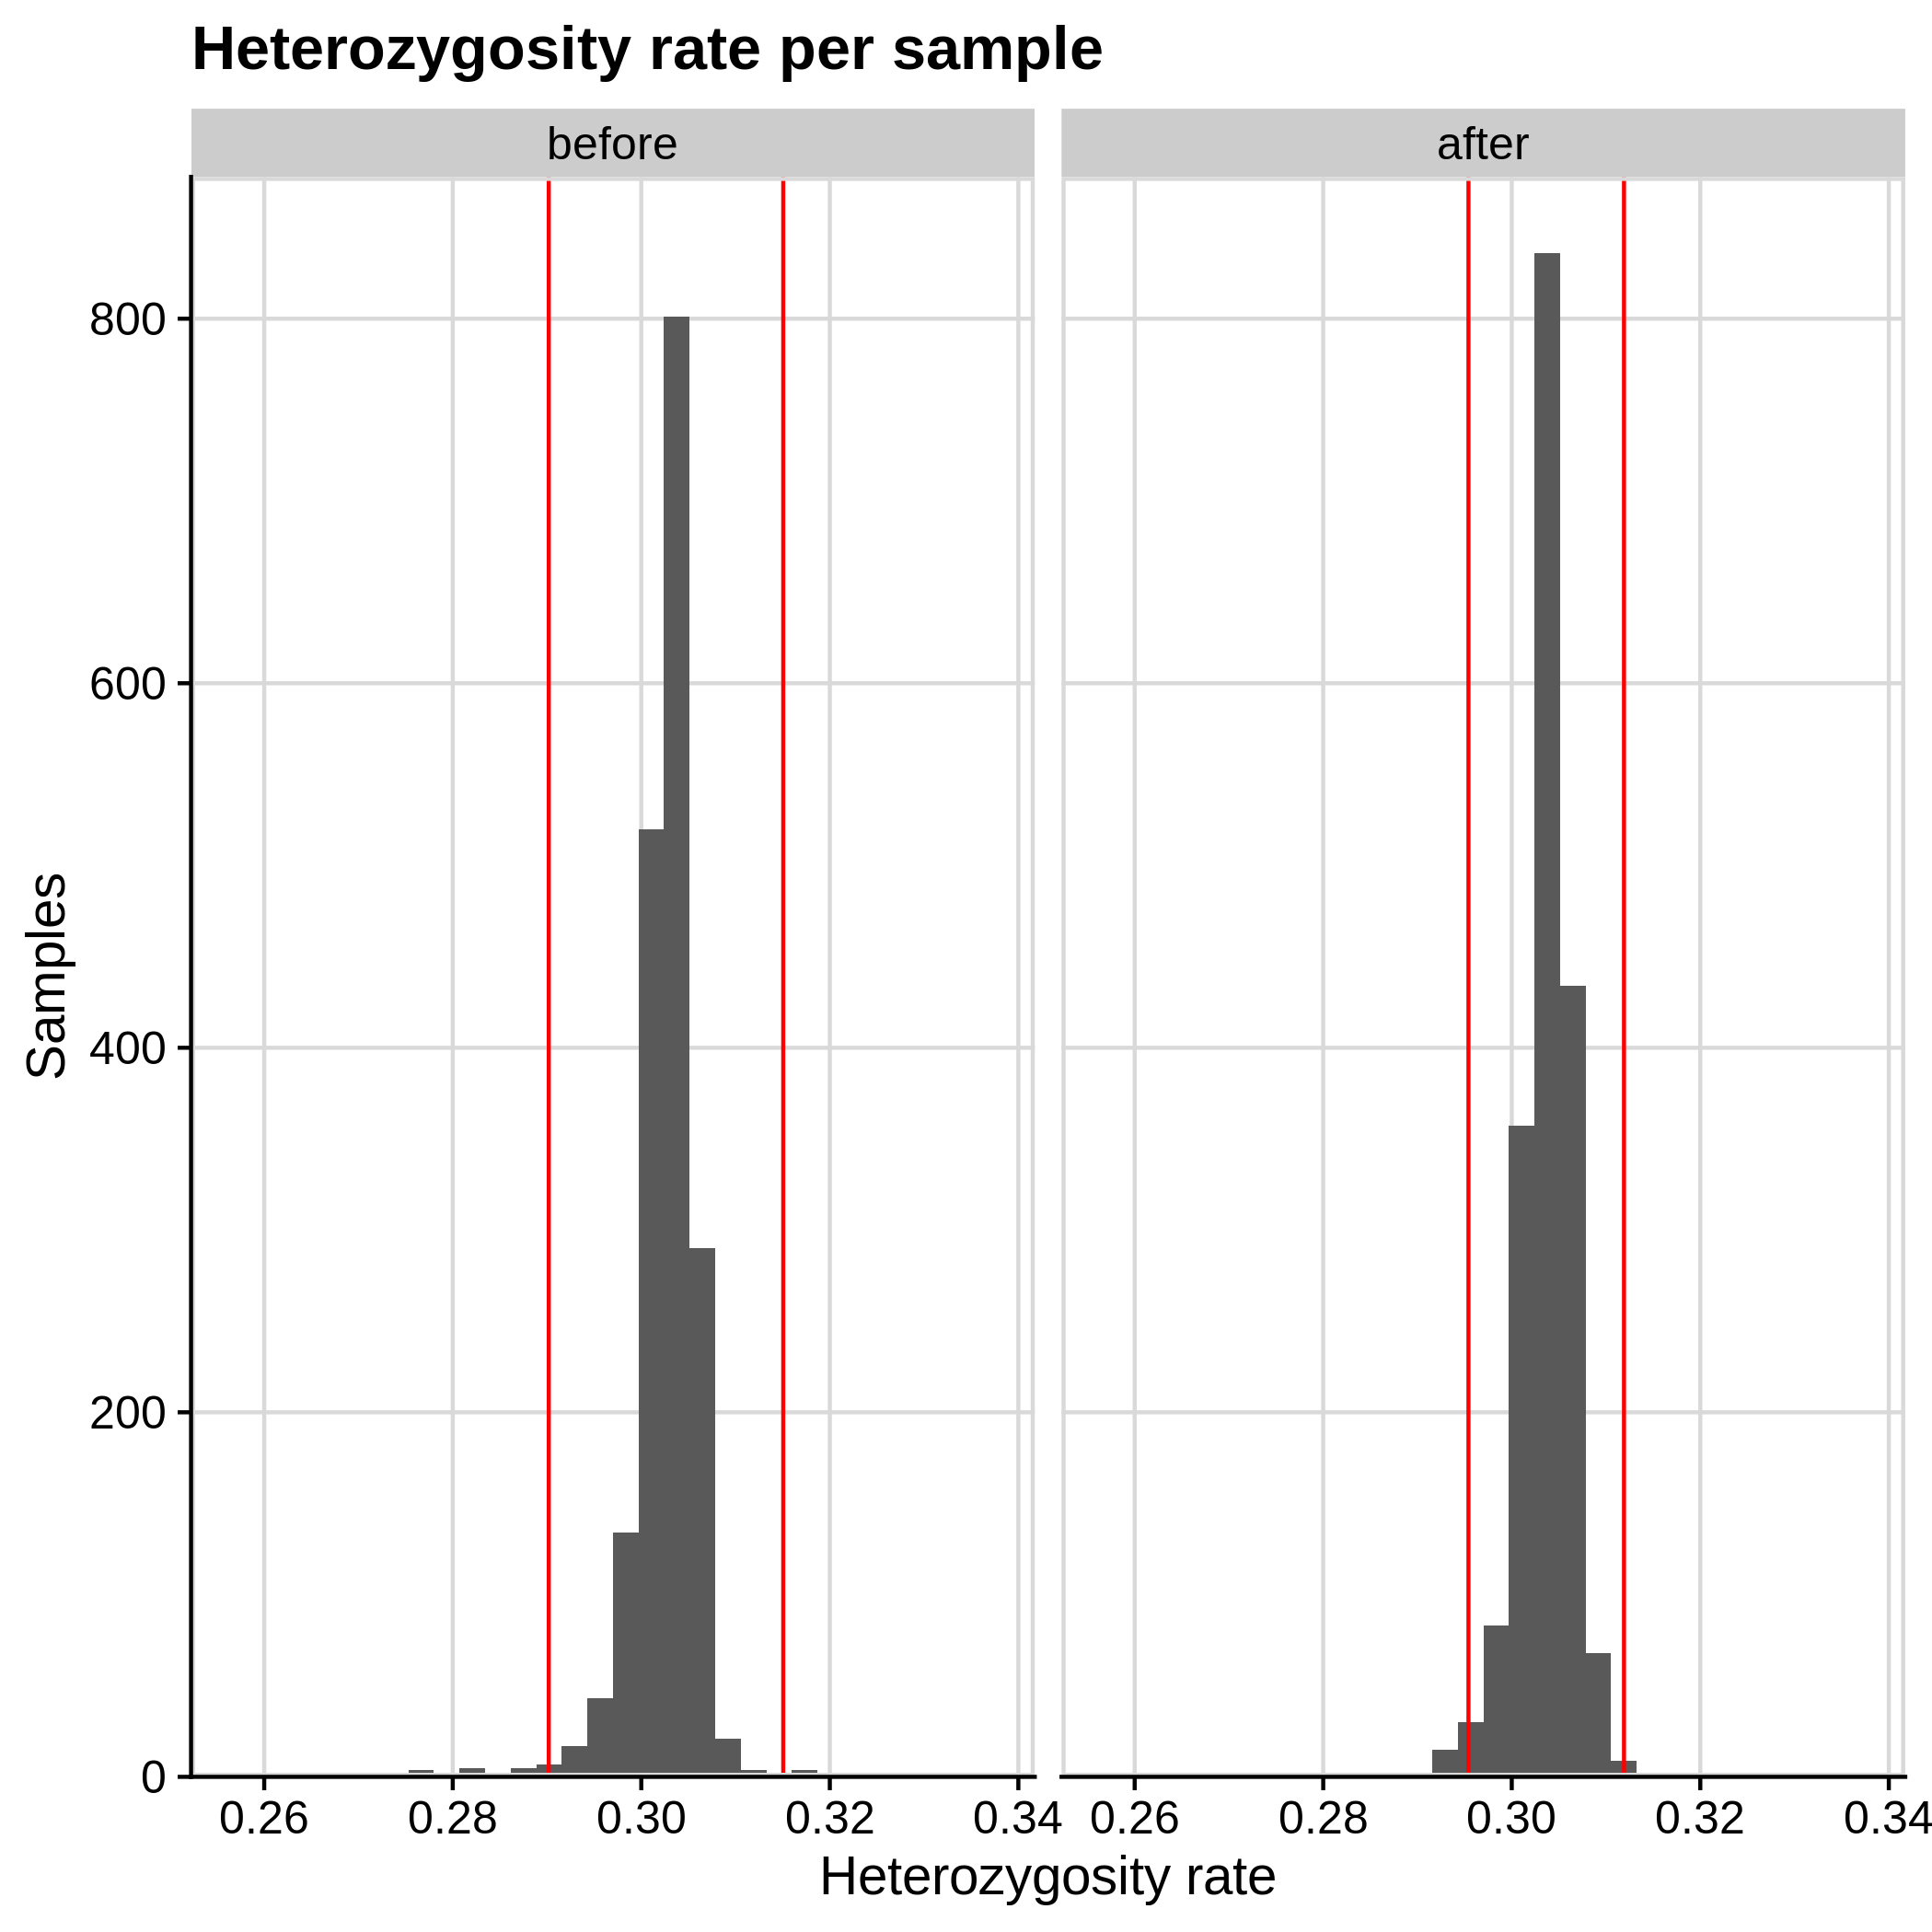 Heterozygosity rate per sample
before after
800
600
400
200
0
Samples
0.26 0.28 0.30 0.32 0.34 0.26 0.28 0.30 0.32 0.34
Heterozygosity rate